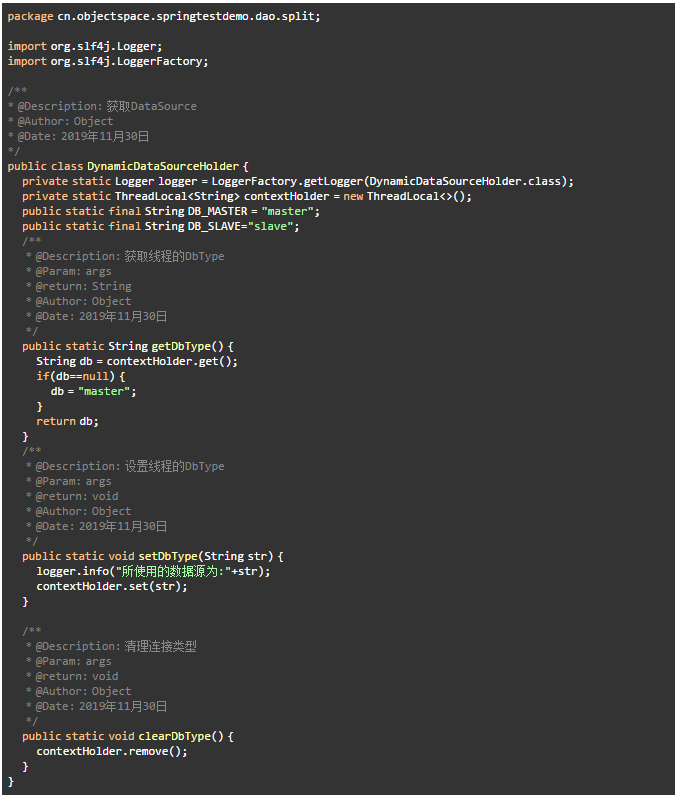 package cn.objectspace.springtestdemo.dao.split;
import org.slf4j.Logger;
import org.slf4j.LoggerFactory;
/**
* @Description: 获取DataSource
* @Author: Object
* @Date: 2019年11月30日
*/
public class DynamicDataSourceHolder {
private static Logger logger = LoggerFactory.getLogger(DynamicDataSourceHolder.class);
private static ThreadLocal<String> contextHolder = new ThreadLocal<>();
public static final String DB_MASTER = "master";
public static final String DB_SLAVE="slave";
/**
* @Description: 获取线程的DbType
* @Param: args
* @return: String
* @Author: Object
* @Date: 2019年11月30日
*/
public static String getDbType() {
String db = contextHolder.get();
if(db==null) {
db = "master";
}
return db;
}
/**
* @Description: 设置线程的DbType
* @Param: args
* @return: void
* @Author: Object
* @Date: 2019年11月30日
*/
public static void setDbType(String str) {
logger.info("所使用的数据源为:"+str);
contextHolder.set(str);
}
/**
* @Description: 清理连接类型
* @Param: args
* @return: void
* @Author: Object
* @Date: 2019年11月30日
*/
public static void clearDbType() {
contextHolder.remove();
}
}